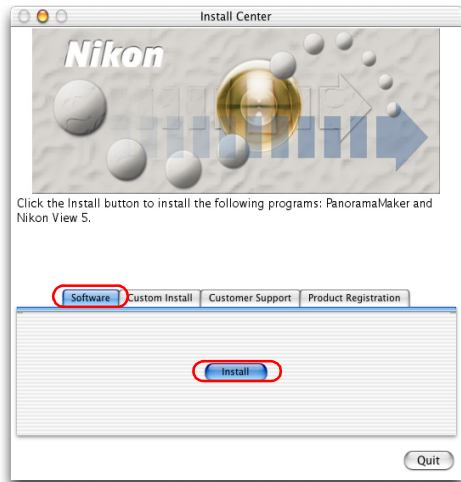 Install Center
Nikon
Click the Install button to install the following programs: PanoramaMaker and
Nikon View 5.
Software
Custom Install
Customer Support
Product Registration
Install
Quit